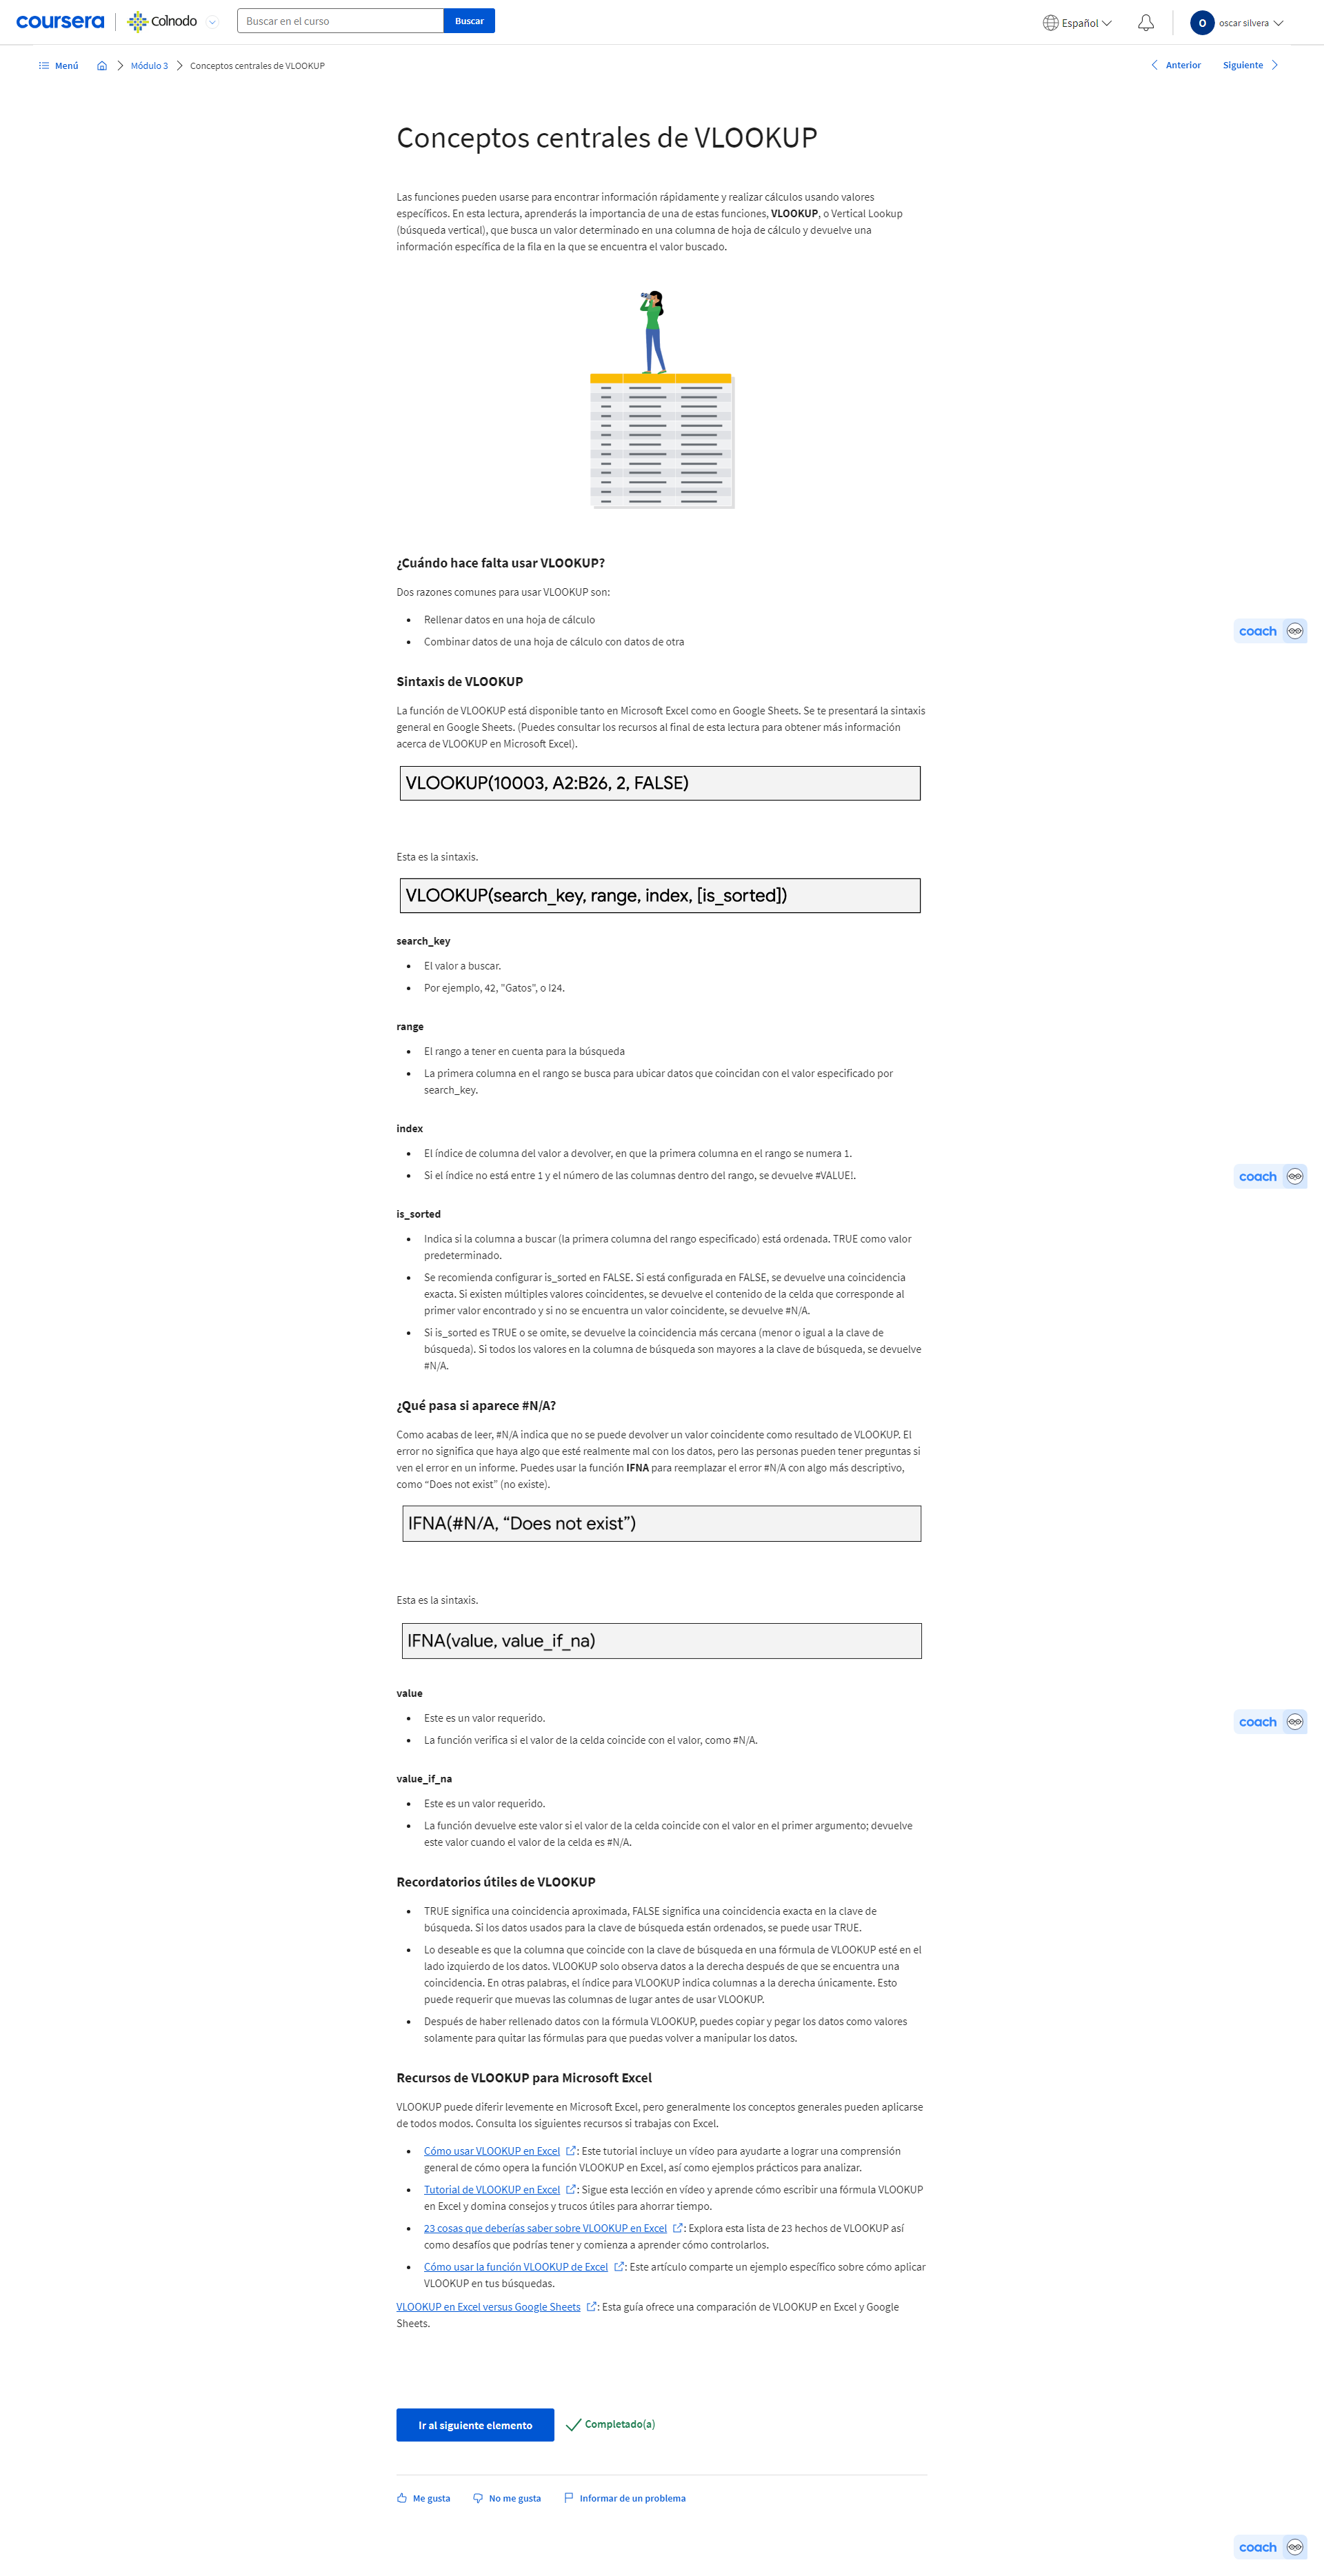 coursera
Colnodo
Buscar en el curso
Buscar
Español
O
oscar silvera
Menú
Módulo 3
Conceptos centrales de VLOOKUP
Anterior
Siguiente
Conceptos centrales de VLOOKUP
Las funciones pueden usarse para encontrar información rápidamente y realizar cálculos usando valores
específicos. En esta lectura, aprenderás la importancia de una de estas funciones, VLOOKUP, o Vertical Lookup
(búsqueda vertical), que busca un valor determinado en una columna de hoja de cálculo y devuelve una
información específica de la fila en la que se encuentra el valor buscado.
¿Cuándo hace falta usar VLOOKUP?
Dos razones comunes para usar VLOOKUP son:
• Rellenar datos en una hoja de cálculo
coach
• Combinar datos de una hoja de cálculo con datos de otra
Sintaxis de VLOOKUP
La función de VLOOKUP está disponible tanto en Microsoft Excel como en Google Sheets. Se te presentará la sintaxis
general en Google Sheets. (Puedes consultar los recursos al final de esta lectura para obtener más información
acerca de VLOOKUP en Microsoft Excel).
VLOOKUP(10003, A2:B26, 2, FALSE)
Esta es la sintaxis.
VLOOKUP(search_key, range, index, [is_sorted])
search_key
• El valor a buscar.
• Por ejemplo, 42, "Gatos", o I24.
range
• El rango a tener en cuenta para la búsqueda
• La primera columna en el rango se busca para ubicar datos que coincidan con el valor especificado por
search_key.
index
• El índice de columna del valor a devolver, en que la primera columna en el rango se numera 1.
• Si el índice no está entre 1 y el número de las columnas dentro del rango, se devuelve #VALUE!.
coach
is_sorted
• Indica si la columna a buscar (la primera columna del rango especificado) está ordenada. TRUE como valor
predeterminado.
• Se recomienda configurar is_sorted en FALSE. Si está configurada en FALSE, se devuelve una coincidencia
exacta. Si existen múltiples valores coincidentes, se devuelve el contenido de la celda que corresponde al
primer valor encontrado y si no se encuentra un valor coincidente, se devuelve #N/A.
• Si is_sorted es TRUE o se omite, se devuelve la coincidencia más cercana (menor o igual a la clave de
búsqueda). Si todos los valores en la columna de búsqueda son mayores a la clave de búsqueda, se devuelve
#N/A.
¿Qué pasa si aparece #N/A?
Como acabas de leer, #N/A indica que no se puede devolver un valor coincidente como resultado de VLOOKUP. El
error no significa que haya algo que esté realmente mal con los datos, pero las personas pueden tener preguntas si
ven el error en un informe. Puedes usar la función IFNA para reemplazar el error #N/A con algo más descriptivo,
como “Does not exist” (no existe).
IFNA(#N/A, “Does not exist”)
Esta es la sintaxis.
IFNA(value, value_if_na)
value
• Este es un valor requerido.
coach
• La función verifica si el valor de la celda coincide con el valor, como #N/A.
value_if_na
• Este es un valor requerido.
• La función devuelve este valor si el valor de la celda coincide con el valor en el primer argumento; devuelve
este valor cuando el valor de la celda es #N/A.
Recordatorios útiles de VLOOKUP
• TRUE significa una coincidencia aproximada, FALSE significa una coincidencia exacta en la clave de
búsqueda. Si los datos usados para la clave de búsqueda están ordenados, se puede usar TRUE.
• Lo deseable es que la columna que coincide con la clave de búsqueda en una fórmula de VLOOKUP esté en el
lado izquierdo de los datos. VLOOKUP solo observa datos a la derecha después de que se encuentra una
coincidencia. En otras palabras, el índice para VLOOKUP indica columnas a la derecha únicamente. Esto
puede requerir que muevas las columnas de lugar antes de usar VLOOKUP.
• Después de haber rellenado datos con la fórmula VLOOKUP, puedes copiar y pegar los datos como valores
solamente para quitar las fórmulas para que puedas volver a manipular los datos.
Recursos de VLOOKUP para Microsoft Excel
VLOOKUP puede diferir levemente en Microsoft Excel, pero generalmente los conceptos generales pueden aplicarse
de todos modos. Consulta los siguientes recursos si trabajas con Excel.
• Cómo usar VLOOKUP en Excel : Este tutorial incluye un vídeo para ayudarte a lograr una comprensión
general de cómo opera la función VLOOKUP en Excel, así como ejemplos prácticos para analizar.
• Tutorial de VLOOKUP en Excel : Sigue esta lección en vídeo y aprende cómo escribir una fórmula VLOOKUP
en Excel y domina consejos y trucos útiles para ahorrar tiempo.
• 23 cosas que deberías saber sobre VLOOKUP en Excel : Explora esta lista de 23 hechos de VLOOKUP así
como desafíos que podrías tener y comienza a aprender cómo controlarlos.
• Cómo usar la función VLOOKUP de Excel : Este artículo comparte un ejemplo específico sobre cómo aplicar
VLOOKUP en tus búsquedas.
VLOOKUP en Excel versus Google Sheets : Esta guía ofrece una comparación de VLOOKUP en Excel y Google
Sheets.
Ir al siguiente elemento
Completado(a)
Me gusta
No me gusta
Informar de un problema
coach